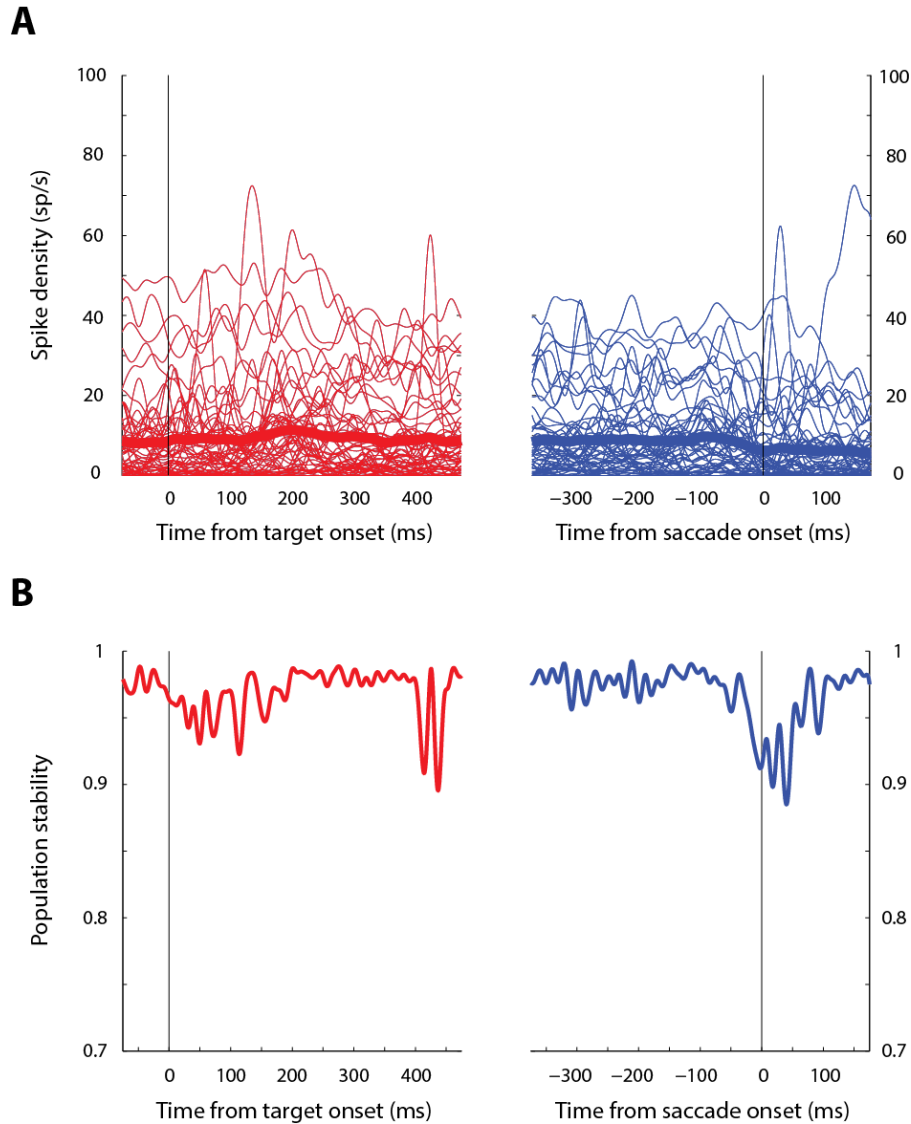 A
100
80
60
40
20
0
Spike density (sp/s)
0 100 200 300 400
Time from target onset (ms)
100
80
60
40
20
0
−300 −200 −100 0 100
Time from saccade onset (ms)
B
1
0.9
0.8
0.7
Population stability
0 100 200 300 400
Time from target onset (ms)
1
0.9
0.8
0.7
−300 −200 −100 0 100
Time from saccade onset (ms)